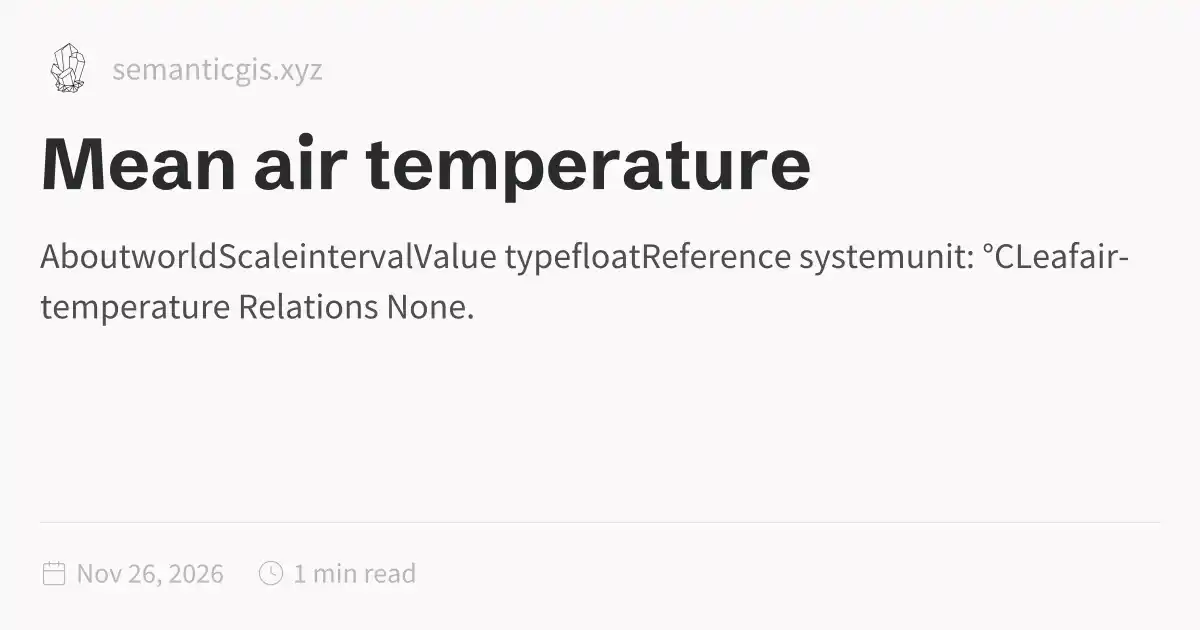 semanticgis.xyz
Mean air temperature
AboutworldScaleintervalValue typefloatReference systemunit: °CLeafair-
temperature Relations None.
Nov 26, 2026 1 min read